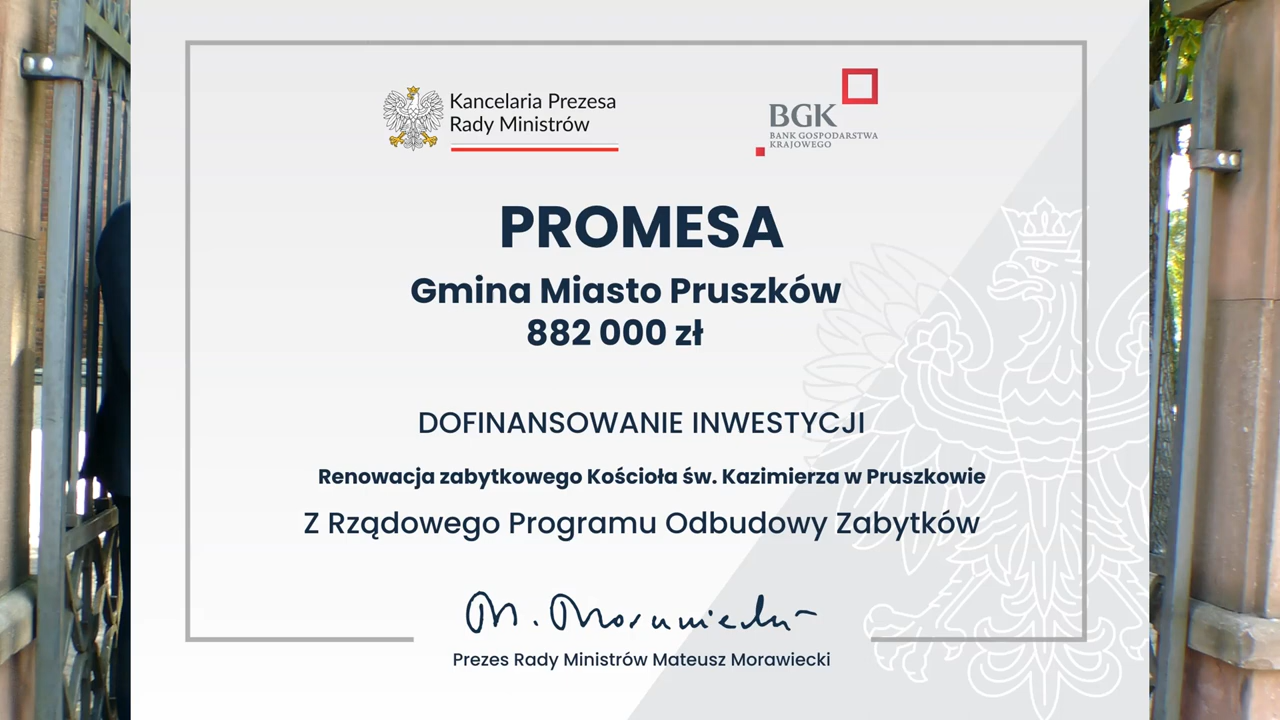 Kancelaria Prezesa
Rady Ministrów
BGK
BANK GOSPODARSTWA
KRAJOWEGO
PROMESA
Gmina Miasto Pruszków
882 000 zł
DOFINANSOWANIE INWESTYCJI
Renowacja zabytkowego Kościoła św. Kazimierza w Pruszkowie
Z Rządowego Programu Odbudowy Zabytków
M. Morawiecki
Prezes Rady Ministrów Mateusz Morawiecki